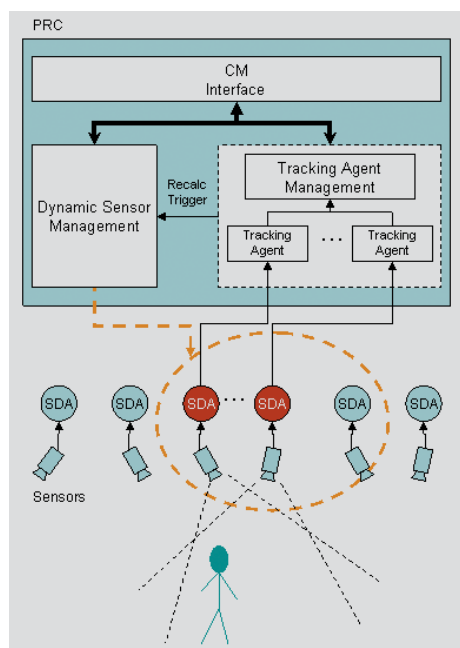 PRC
CM
Interface
Dynamic Sensor
Management
Recalc
Trigger
Tracking Agent
Management
Tracking
Agent
...
Tracking
Agent
SDA
SDA
SDA
...
SDA
SDA
SDA
Sensors